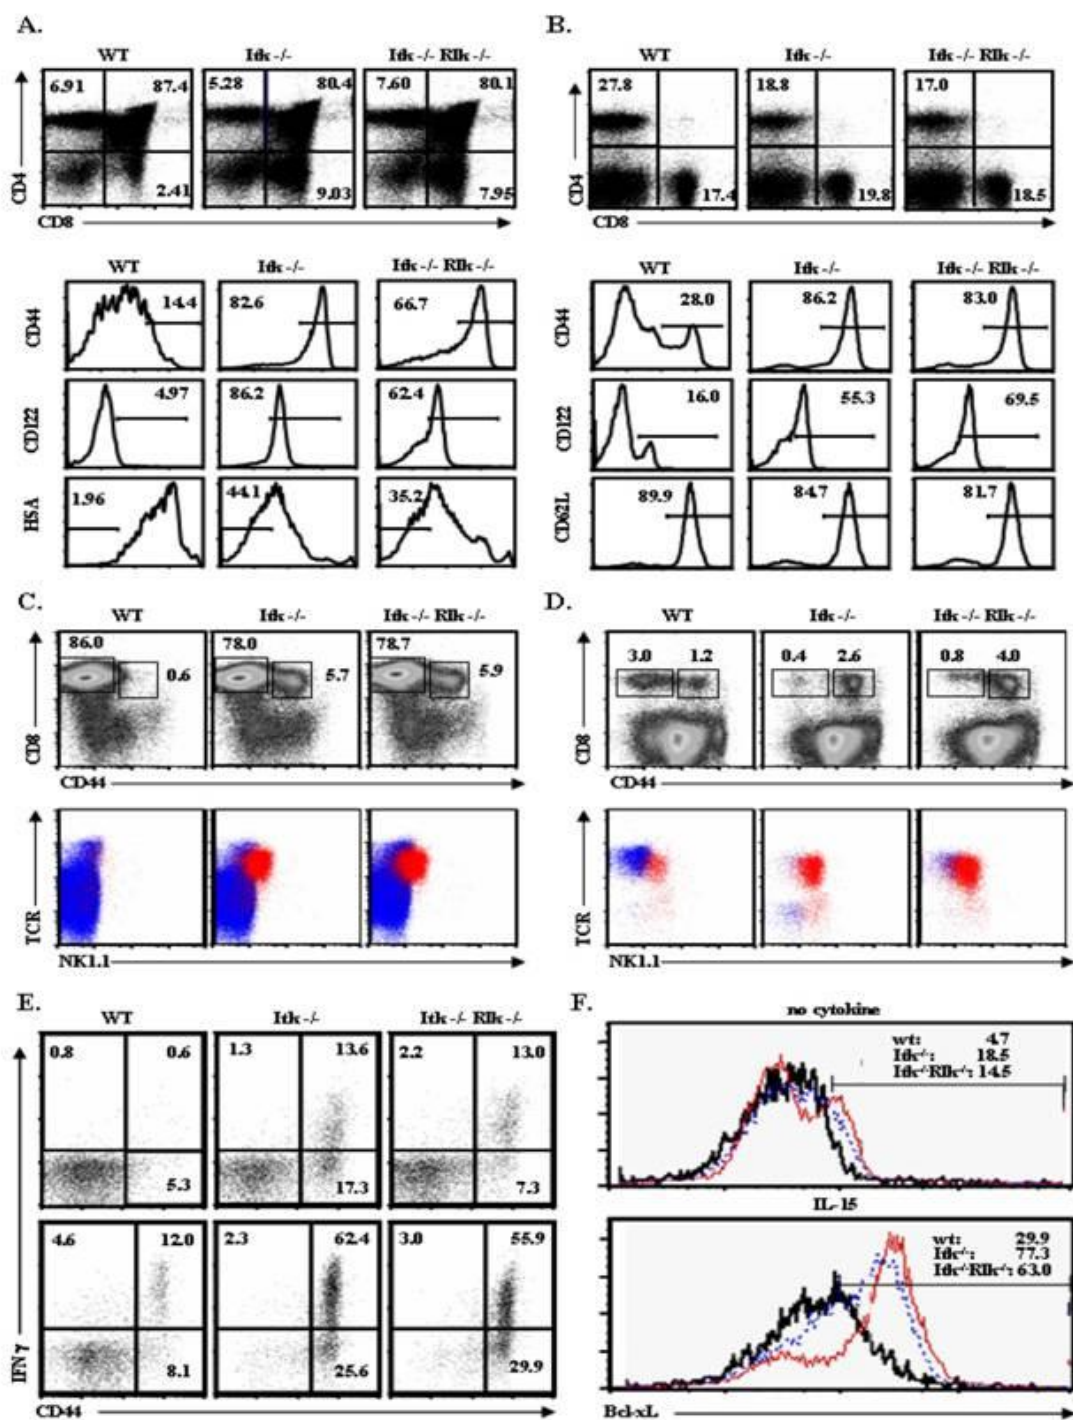 A.
WT Itk -/- Itk -/- Rlk -/-
6.91 87.4 5.28 80.4 7.60 80.1
2.41 9.03 7.95
CD4
CD8
WT Itk -/- Itk -/- Rlk -/-
CD44 14.4 82.6 66.7
CD122 4.97 86.2 62.4
HSA 1.96 44.1 35.2
B.
WT Itk -/- Itk -/- Rlk -/-
27.8 18.8 17.0
17.4 19.8 18.5
CD4
CD8
WT Itk -/- Itk -/- Rlk -/-
CD44 28.0 86.2 83.0
CD122 16.0 55.3 69.5
CD62L 89.9 84.7 81.7
C.
WT Itk -/- Itk -/- Rlk -/-
86.0 78.0 78.7
0.6 5.7 5.9
CD8
CD44
TCR
NK1.1
D.
WT Itk -/- Itk -/- Rlk -/-
3.0 1.2 0.4 2.6 0.8 4.0
CD8
CD44
TCR
NK1.1
E.
WT Itk -/- Itk -/- Rlk -/-
0.8 0.6 1.3 13.6 2.2 13.0
5.3 17.3 7.3
4.6 12.0 2.3 62.4 3.0 55.9
8.1 25.6 29.9
IFN γ
CD44
F.
no cytokine
wt: 4.7
Itk-/-: 18.5
Itk-/-Rlk-/-: 14.5
IL-15
wt: 29.9
Itk-/-: 77.3
Itk-/-Rlk-/-: 63.0
Bcl-xL